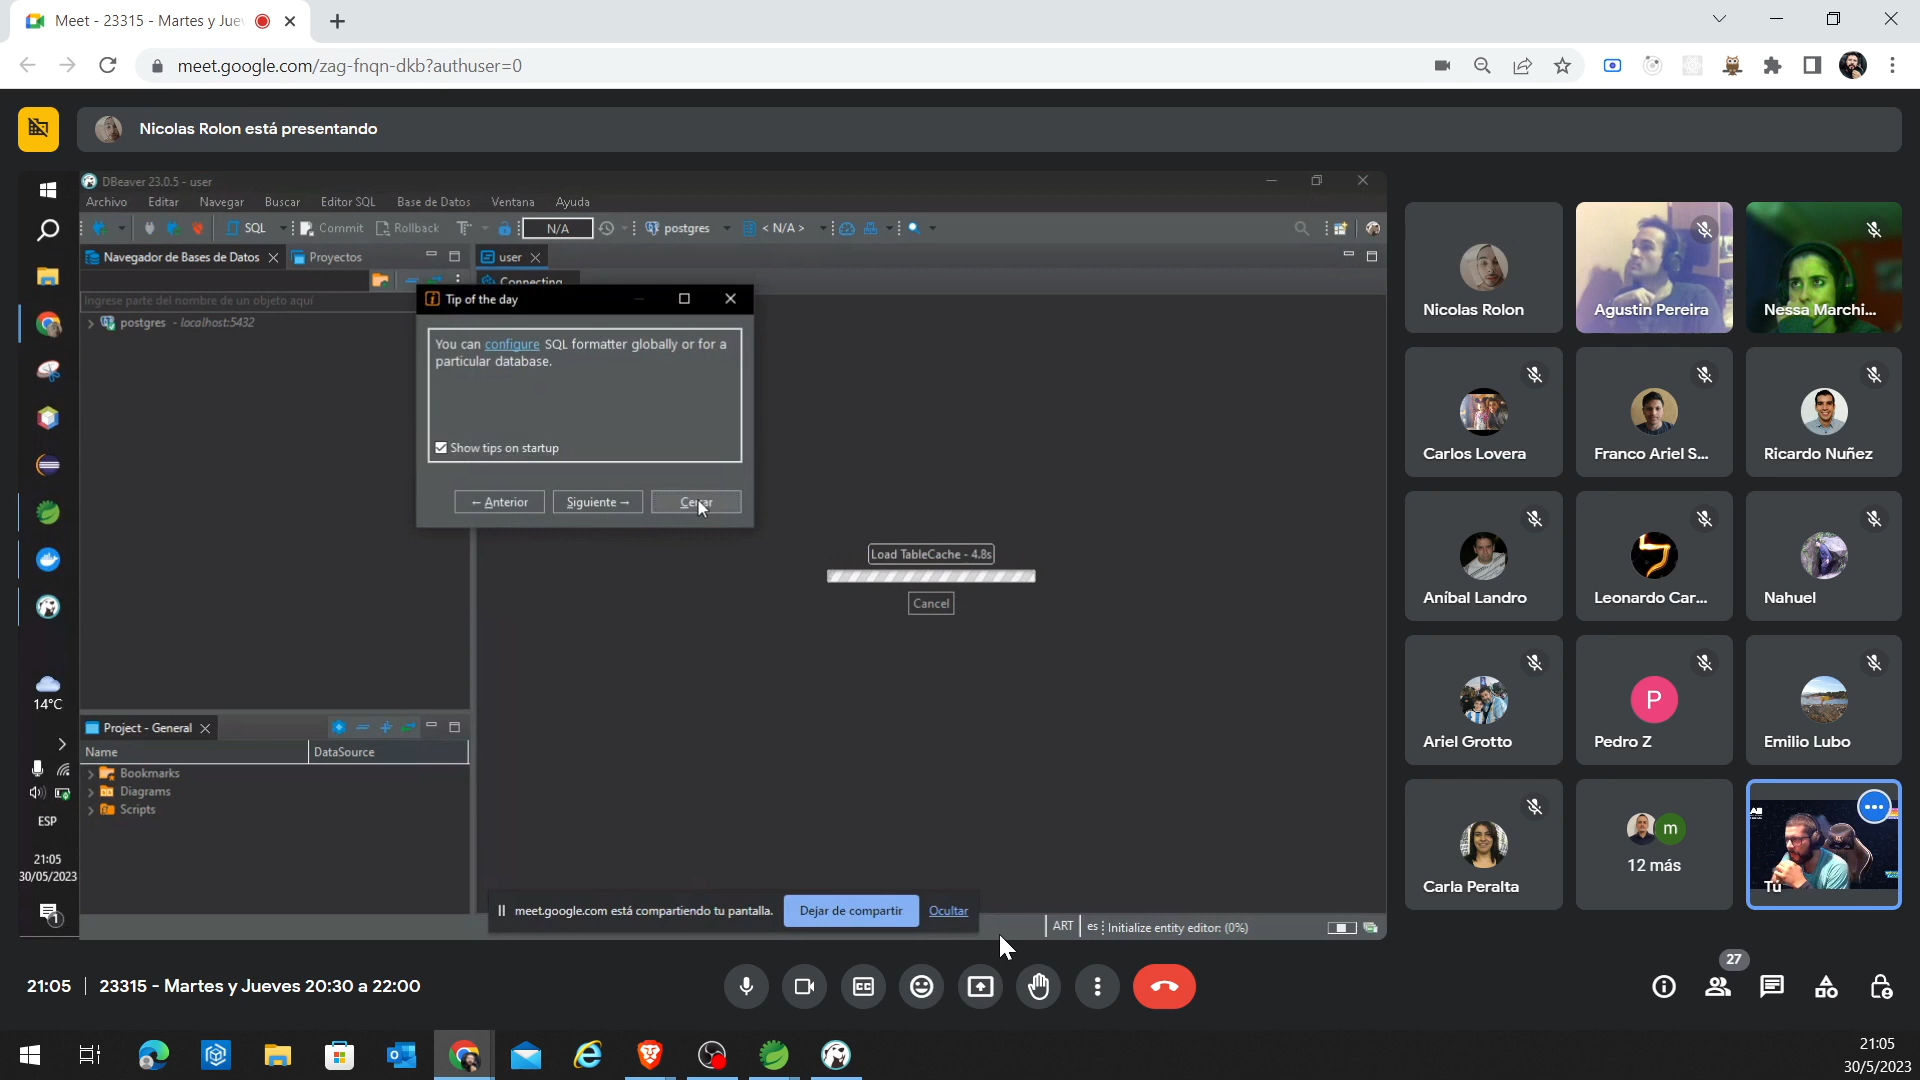 Meet - 23315 - Martes y Jue
meet.google.com/zag-fnqn-dkb?authuser=0
Nicolas Rolon está presentando
DBeaver 23.0.5 - user
Archivo Editar Navegar Buscar Editor SQL Base de Datos Ventana Ayuda
SQL Commit Rollback N/A postgres < N/A >
Navegador de Bases de Datos Proyectos user
Connecting
Ingrese parte del nombre de un objeto aquí
postgres - localhost:5432
Tip of the day
You can configure SQL formatter globally or for a
particular database.
Show tips on startup
← Anterior Siguiente → Cerrar
Load TableCache - 4.8s
Cancel
14°C
Project - General
Name DataSource
Bookmarks
Diagrams
Scripts
ESP
21:05
30/05/2023
1
meet.google.com está compartiendo tu pantalla. Dejar de compartir Ocultar
ART es Initialize entity editor: (0%)
Nicolas Rolon
Agustin Pereira
Nessa Marchi...
Carlos Lovera
Franco Ariel S...
Ricardo Nuñez
Aníbal Landro
Leonardo Car...
Nahuel
Ariel Grotto
P
Pedro Z
Emilio Lubo
Carla Peralta
m
12 más
Tú
21:05 | 23315 - Martes y Jueves 20:30 a 22:00
27
21:05
30/5/2023